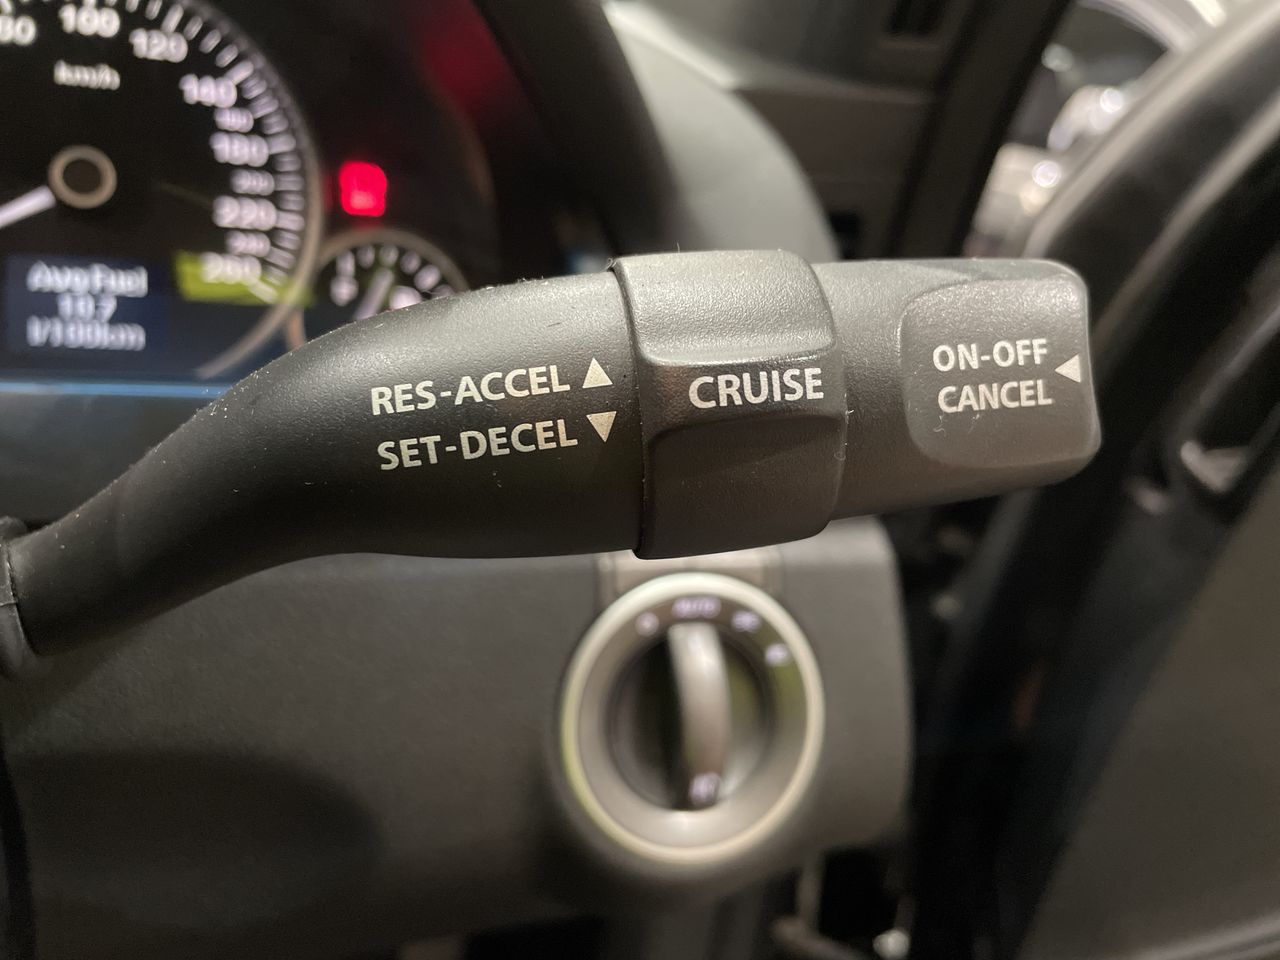 100
120
km/h
140
180
220
260
Avg Fuel
10.7
l/100km
RES-ACCEL ▲
SET-DECEL ▼
CRUISE
ON-OFF
CANCEL ◀
AUTO